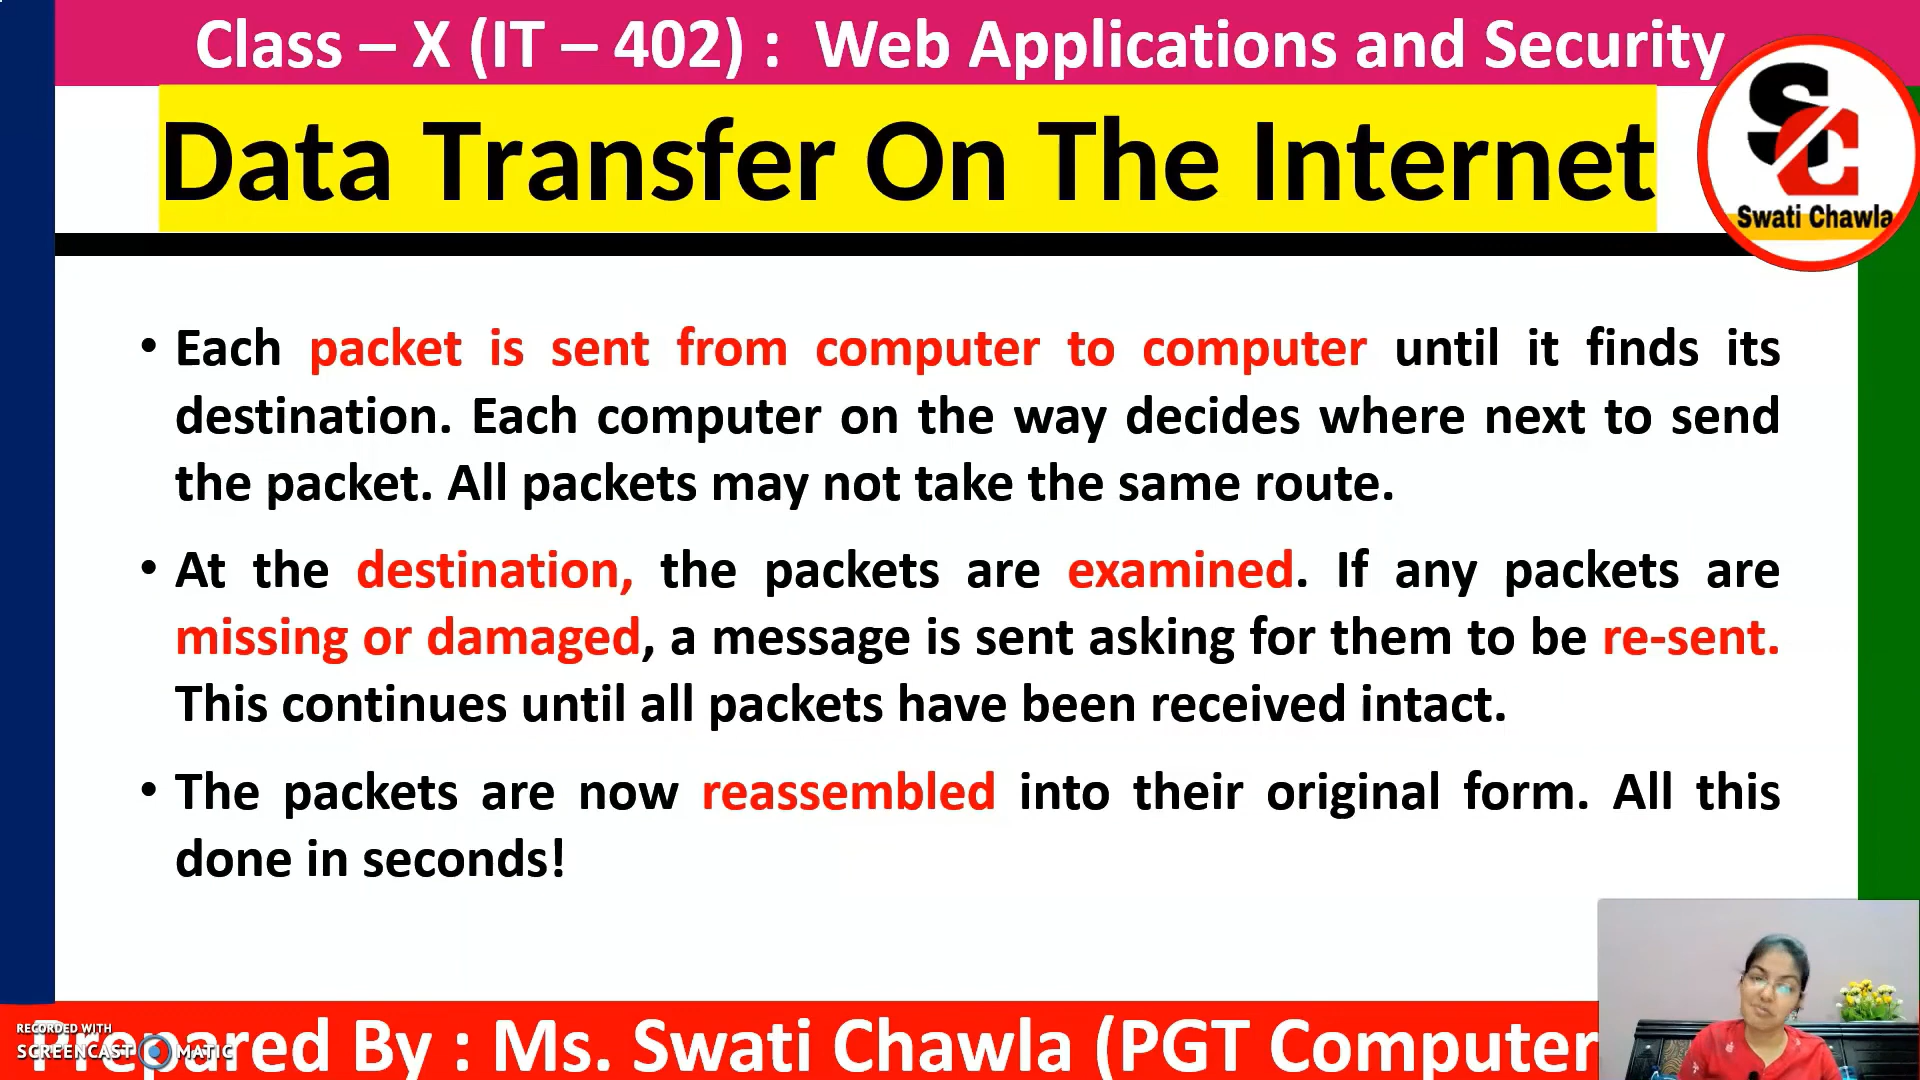 Class – X (IT – 402) : Web Applications and Security
Data Transfer On The Internet
SC
Swati Chawla
• Each packet is sent from computer to computer until it finds its
destination. Each computer on the way decides where next to send
the packet. All packets may not take the same route.
• At the destination, the packets are examined. If any packets are
missing or damaged, a message is sent asking for them to be re-sent.
This continues until all packets have been received intact.
• The packets are now reassembled into their original form. All this
done in seconds!
Prepared By : Ms. Swati Chawla (PGT Computer
RECORDED WITH
SCREENCAST MATIC